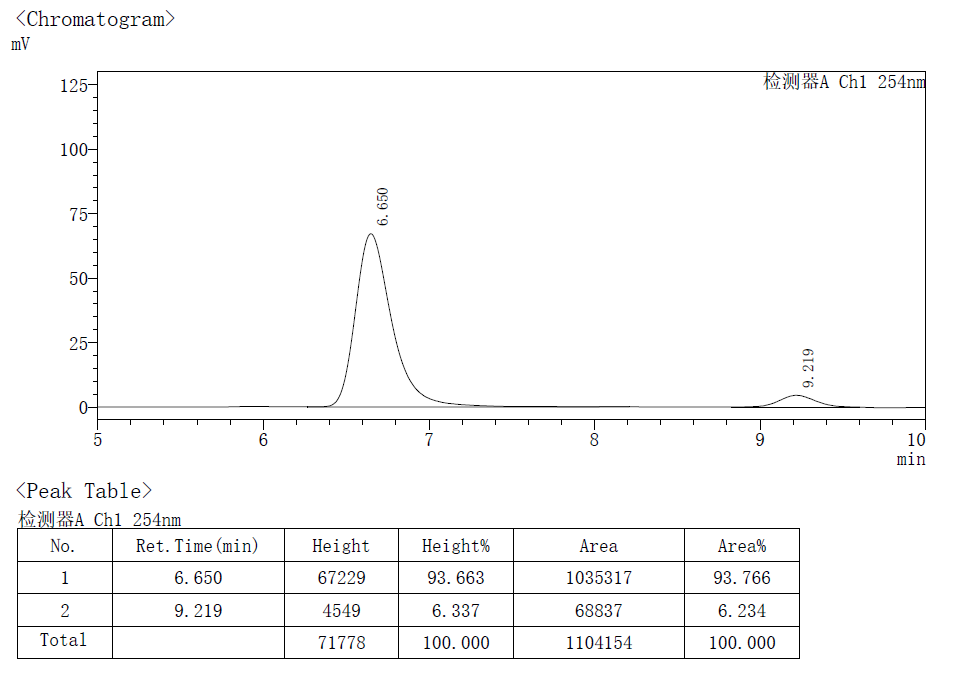 <Chromatogram>
mV
检测器A Ch1 254nm
125
100
75
50
25
0
6.650
9.219
5 6 7 8 9 10
min
<Peak Table>
检测器A Ch1 254nm
No. Ret.Time(min) Height Height% Area Area%
1 6.650 67229 93.663 1035317 93.766
2 9.219 4549 6.337 68837 6.234
Total 71778 100.000 1104154 100.000